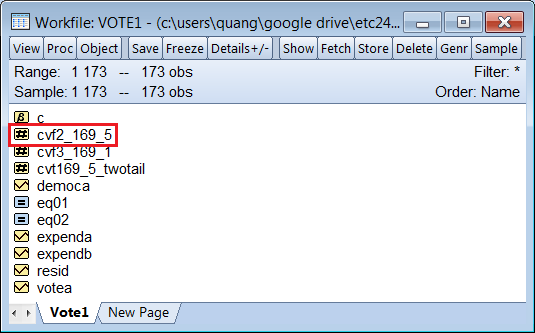 Workfile: VOTE1 - (c:\users\quang\google drive\etc24...
View Proc Object Save Freeze Details+/- Show Fetch Store Delete Genr Sample
Range: 1 173 -- 173 obs Filter: *
Sample: 1 173 -- 173 obs Order: Name
β c
# cvf2_169_5
# cvf3_169_1
# cvt169_5_twotail
democa
= eq01
= eq02
expenda
expendb
resid
votea
Vote1 New Page